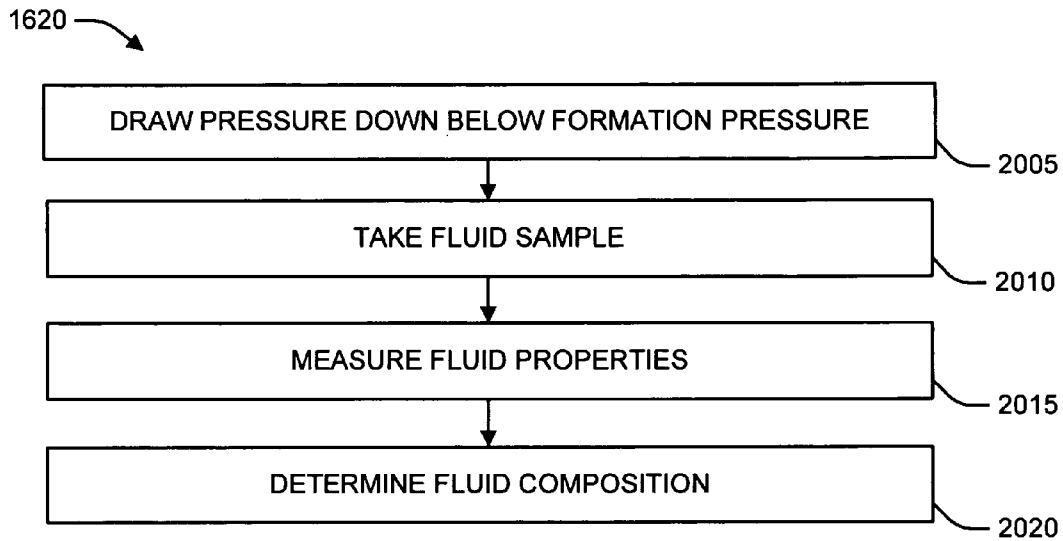 1620
DRAW PRESSURE DOWN BELOW FORMATION PRESSURE
2005
TAKE FLUID SAMPLE
2010
MEASURE FLUID PROPERTIES
2015
DETERMINE FLUID COMPOSITION
2020